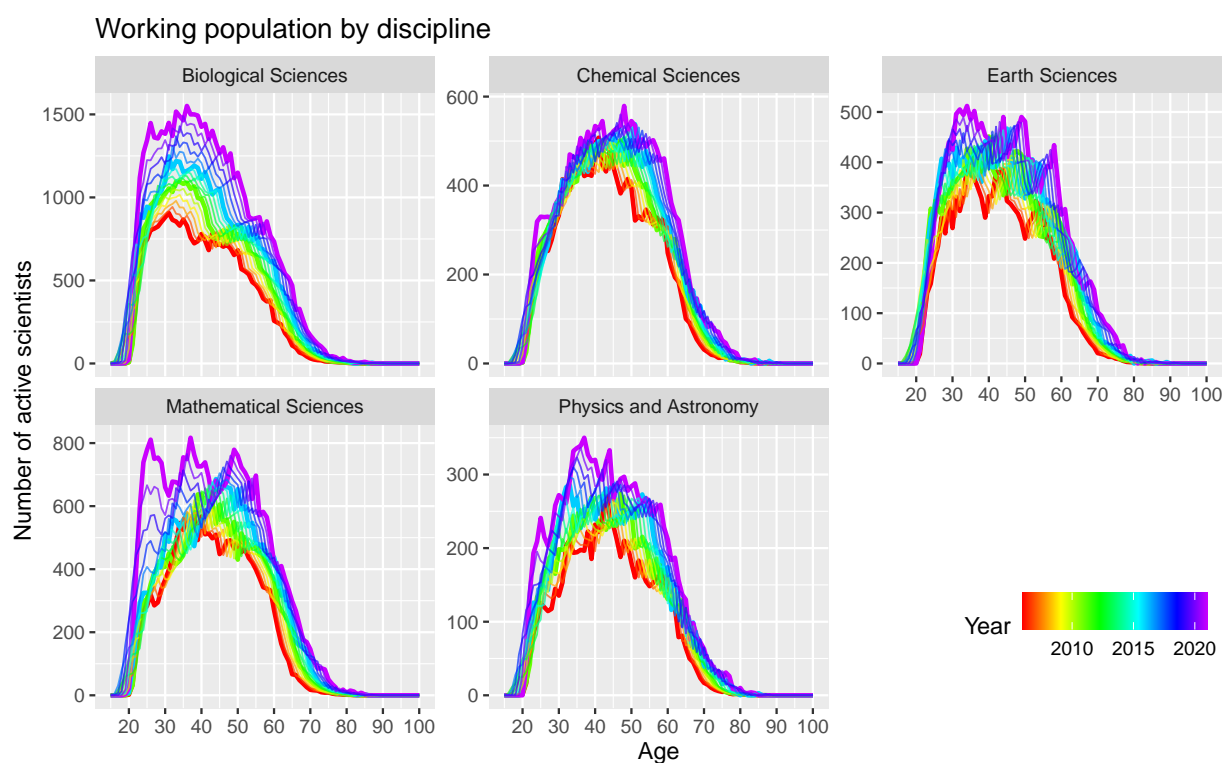 Working population by discipline
Biological Sciences
Chemical Sciences
Earth Sciences
1500
1000
500
0
600
400
200
0
500
400
300
200
100
0
20 30 40 50 60 70 80 90 100
Mathematical Sciences
Physics and Astronomy
800
600
400
200
0
300
200
100
0
20 30 40 50 60 70 80 90 100
20 30 40 50 60 70 80 90 100
Number of active scientists
Age
Year
2010 2015 2020